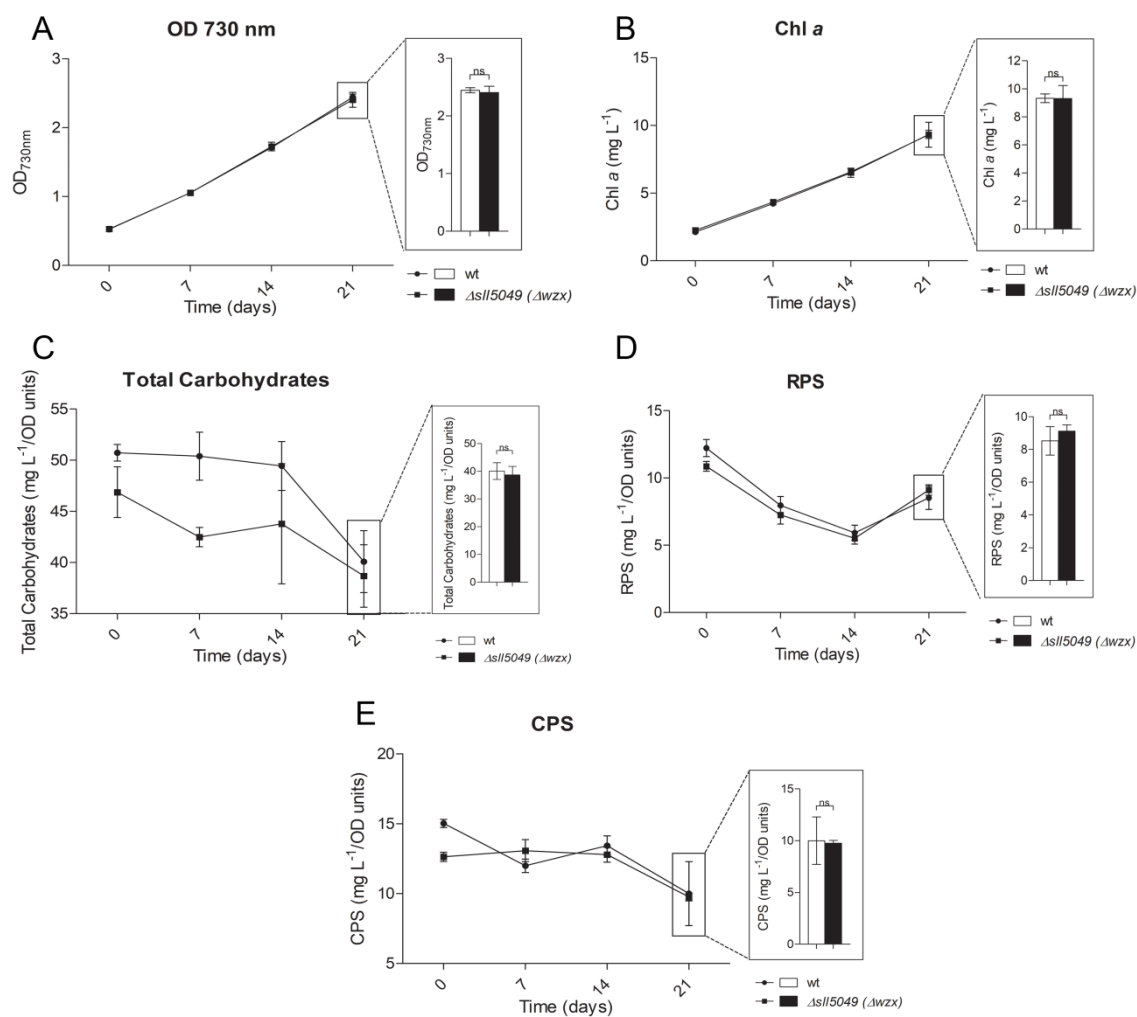 A
OD 730 nm
3
2
1
0
OD730nm
0
7
14
21
Time (days)
3
2
1
0
OD730nm
ns
wt
Δsll5049 (Δwzx)
B
Chl a
15
10
5
0
Chl a (mg L-1)
0
7
14
21
Time (days)
14
12
10
8
6
4
2
0
Chl a (mg L-1)
ns
wt
Δsll5049 (Δwzx)
C
Total Carbohydrates
55
50
45
40
35
Total Carbohydrates (mg L-1/OD units)
0
7
14
21
Time (days)
50
40
30
20
10
0
Total Carbohydrates (mg L-1/OD units)
ns
wt
Δsll5049 (Δwzx)
D
RPS
15
10
5
0
RPS (mg L-1/OD units)
0
7
14
21
Time (days)
10
8
6
4
2
0
RPS (mg L-1/OD units)
ns
wt
Δsll5049 (Δwzx)
E
CPS
20
15
10
5
CPS (mg L-1/OD units)
0
7
14
21
Time (days)
15
10
5
0
CPS (mg L-1/OD units)
ns
wt
Δsll5049 (Δwzx)